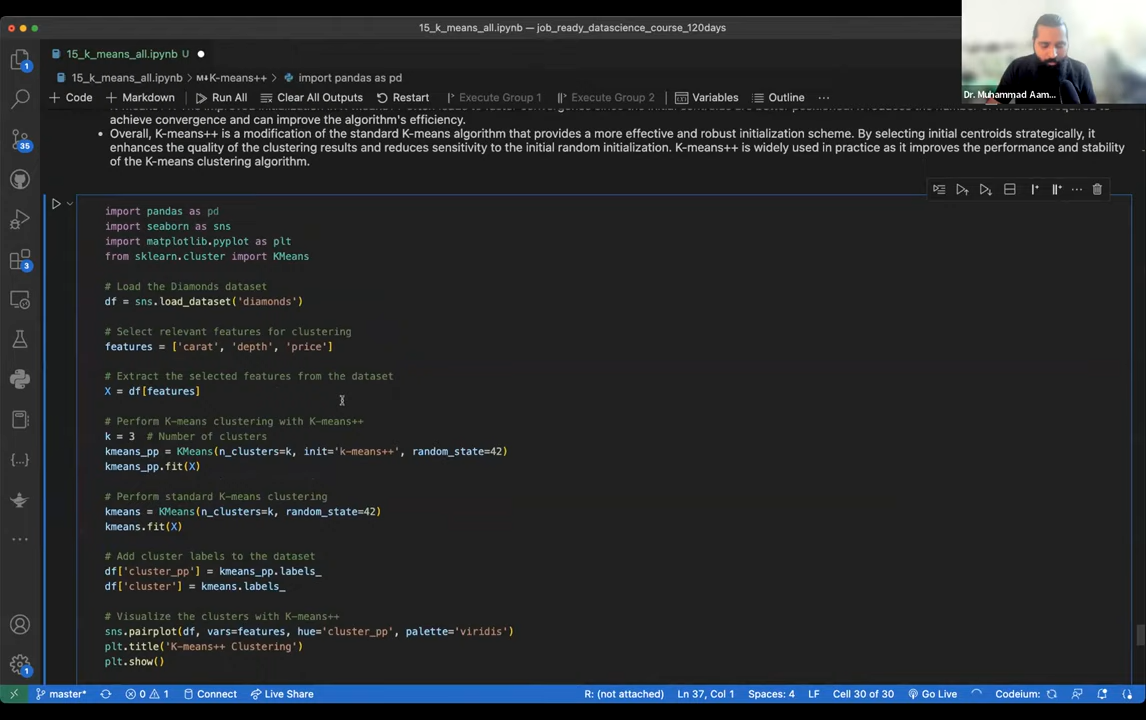 15_k_means_all.ipynb — job_ready_datascience_course_120days
15_k_means_all.ipynb U
15_k_means_all.ipynb > M↓K-means++ > import pandas as pd
+ Code + Markdown Run All Clear All Outputs Restart Execute Group 1 Execute Group 2 Variables Outline ...
Dr. Muhammad Aam...
achieve convergence and can improve the algorithm's efficiency.
• Overall, K-means++ is a modification of the standard K-means algorithm that provides a more effective and robust initialization scheme. By selecting initial centroids strategically, it
enhances the quality of the clustering results and reduces sensitivity to the initial random initialization. K-means++ is widely used in practice as it improves the performance and stability
of the K-means clustering algorithm.
import pandas as pd
import seaborn as sns
import matplotlib.pyplot as plt
from sklearn.cluster import KMeans
# Load the Diamonds dataset
df = sns.load_dataset('diamonds')
# Select relevant features for clustering
features = ['carat', 'depth', 'price']
# Extract the selected features from the dataset
X = df[features]
# Perform K-means clustering with K-means++
k = 3 # Number of clusters
kmeans_pp = KMeans(n_clusters=k, init='k-means++', random_state=42)
kmeans_pp.fit(X)
# Perform standard K-means clustering
kmeans = KMeans(n_clusters=k, random_state=42)
kmeans.fit(X)
# Add cluster labels to the dataset
df['cluster_pp'] = kmeans_pp.labels_
df['cluster'] = kmeans.labels_
# Visualize the clusters with K-means++
sns.pairplot(df, vars=features, hue='cluster_pp', palette='viridis')
plt.title('K-means++ Clustering')
plt.show()
1
35
3
1
master* 0 1 Connect Live Share R: (not attached) Ln 37, Col 1 Spaces: 4 LF Cell 30 of 30 Go Live Codeium: